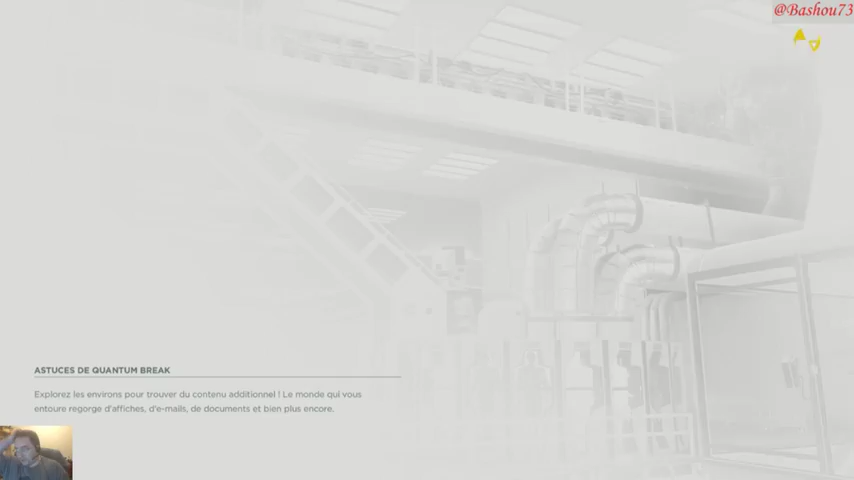 @Bashou73
ASTUCES DE QUANTUM BREAK
Explorez les environs pour trouver du contenu additionnel ! Le monde qui vous
entoure regorge d'affiches, d'e-mails, de documents et bien plus encore.